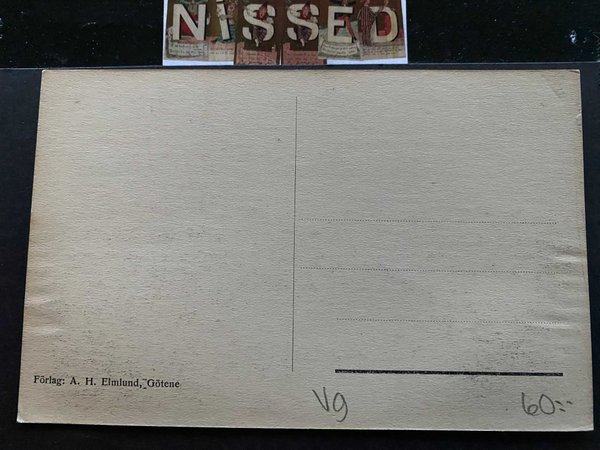 NISSED
Förlag: A. H. Elmlund, Götene
Vg
60:-